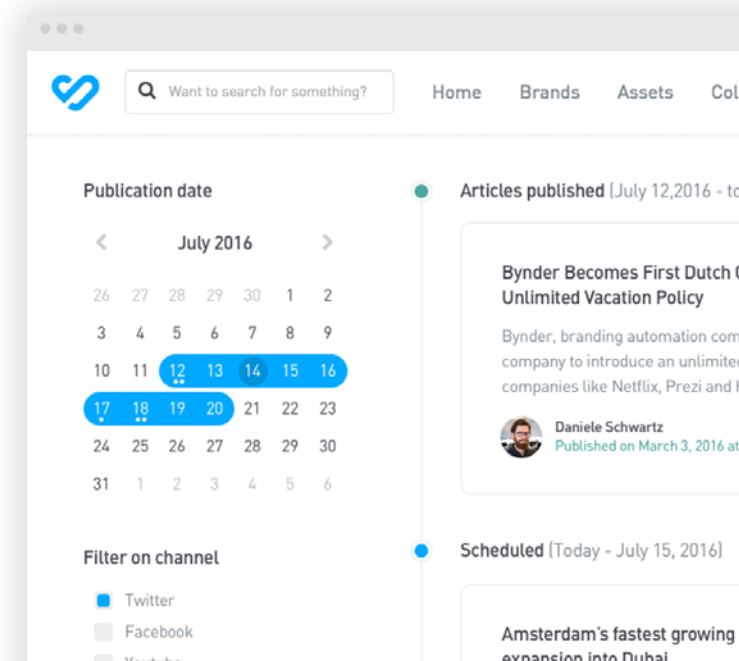 Want to search for something?
Home Brands Assets
Publication date
July 2016
26 27 28 29 30 1 2
3 4 5 6 7 8 9
10 11 12 13 14 15 16
17 18 19 20 21 22 23
24 25 26 27 28 29 30
31 1 2 3 4 5 6
Filter on channel
Twitter
Facebook
Articles published (July 12,2016 -
Bynder Becomes First Dutch
Unlimited Vacation Policy
Bynder, branding automation
company to introduce an
companies like Netflix, Prezi and
Daniele Schwartz
Published on March 3, 2016 at
Scheduled (Today - July 15, 2016)
Amsterdam's fastest growing
expansion into Dubai